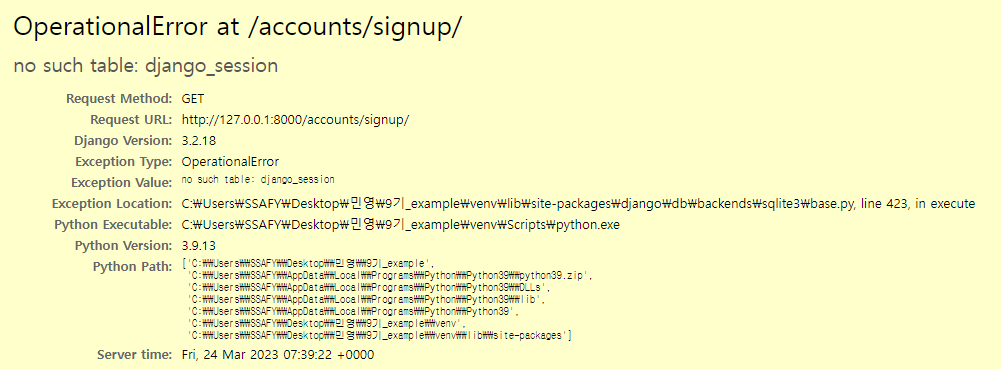 OperationalError at /accounts/signup/
no such table: django_session
Request Method: GET
Request URL: http://127.0.0.1:8000/accounts/signup/
Django Version: 3.2.18
Exception Type: OperationalError
Exception Value: no such table: django_session
Exception Location: C:₩Users₩SSAFY₩Desktop₩민영₩9기_example₩venv₩lib₩site-packages₩django₩db₩backends₩sqlite3₩base.py, line 423, in execute
Python Executable: C:₩Users₩SSAFY₩Desktop₩민영₩9기_example₩venv₩Scripts₩python.exe
Python Version: 3.9.13
Python Path: ['C:₩₩Users₩₩SSAFY₩₩Desktop₩₩민영₩₩9기_example',
'C:₩₩Users₩₩SSAFY₩₩AppData₩₩Local₩₩Programs₩₩Python₩₩Python39₩₩python39.zip',
'C:₩₩Users₩₩SSAFY₩₩AppData₩₩Local₩₩Programs₩₩Python₩₩Python39₩₩DLLs',
'C:₩₩Users₩₩SSAFY₩₩AppData₩₩Local₩₩Programs₩₩Python₩₩Python39₩₩lib',
'C:₩₩Users₩₩SSAFY₩₩AppData₩₩Local₩₩Programs₩₩Python₩₩Python39',
'C:₩₩Users₩₩SSAFY₩₩Desktop₩₩민영₩₩9기_example₩₩venv',
'C:₩₩Users₩₩SSAFY₩₩Desktop₩₩민영₩₩9기_example₩₩venv₩₩lib₩₩site-packages']
Server time: Fri, 24 Mar 2023 07:39:22 +0000